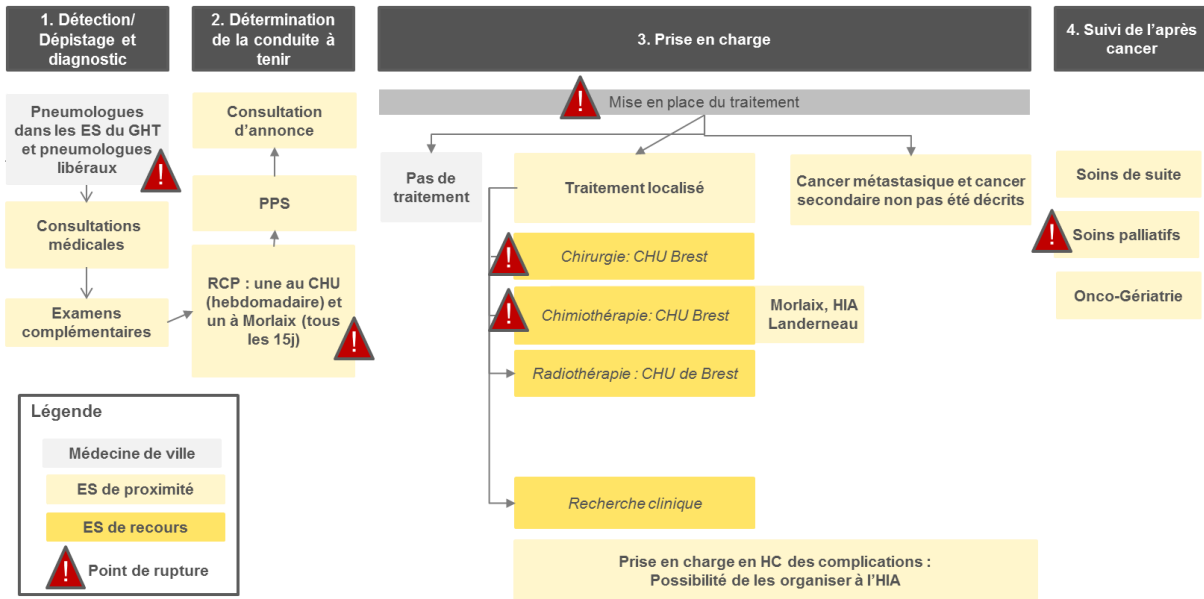 1. Détection/
Dépistage et
diagnostic
2. Détermination
de la conduite à
tenir
3. Prise en charge
4. Suivi de l'après
cancer
Pneumologues
dans les ES du GHT
et pneumologues
libéraux
!
Consultations
médicales
Examens
complémentaires
Consultation
d'annonce
PPS
RCP : une au CHU
(hebdomadaire) et
un à Morlaix (tous
les 15j)
!
! Mise en place du traitement
Pas de
traitement
Traitement localisé
Cancer métastasique et cancer
secondaire non pas été décrits
! Chirurgie: CHU Brest
! Chimiothérapie: CHU Brest
Morlaix, HIA
Landerneau
Radiothérapie : CHU de Brest
Recherche clinique
Prise en charge en HC des complications :
Possibilité de les organiser à l'HIA
Soins de suite
! Soins palliatifs
Onco-Gériatrie
Légende
Médecine de ville
ES de proximité
ES de recours
! Point de rupture